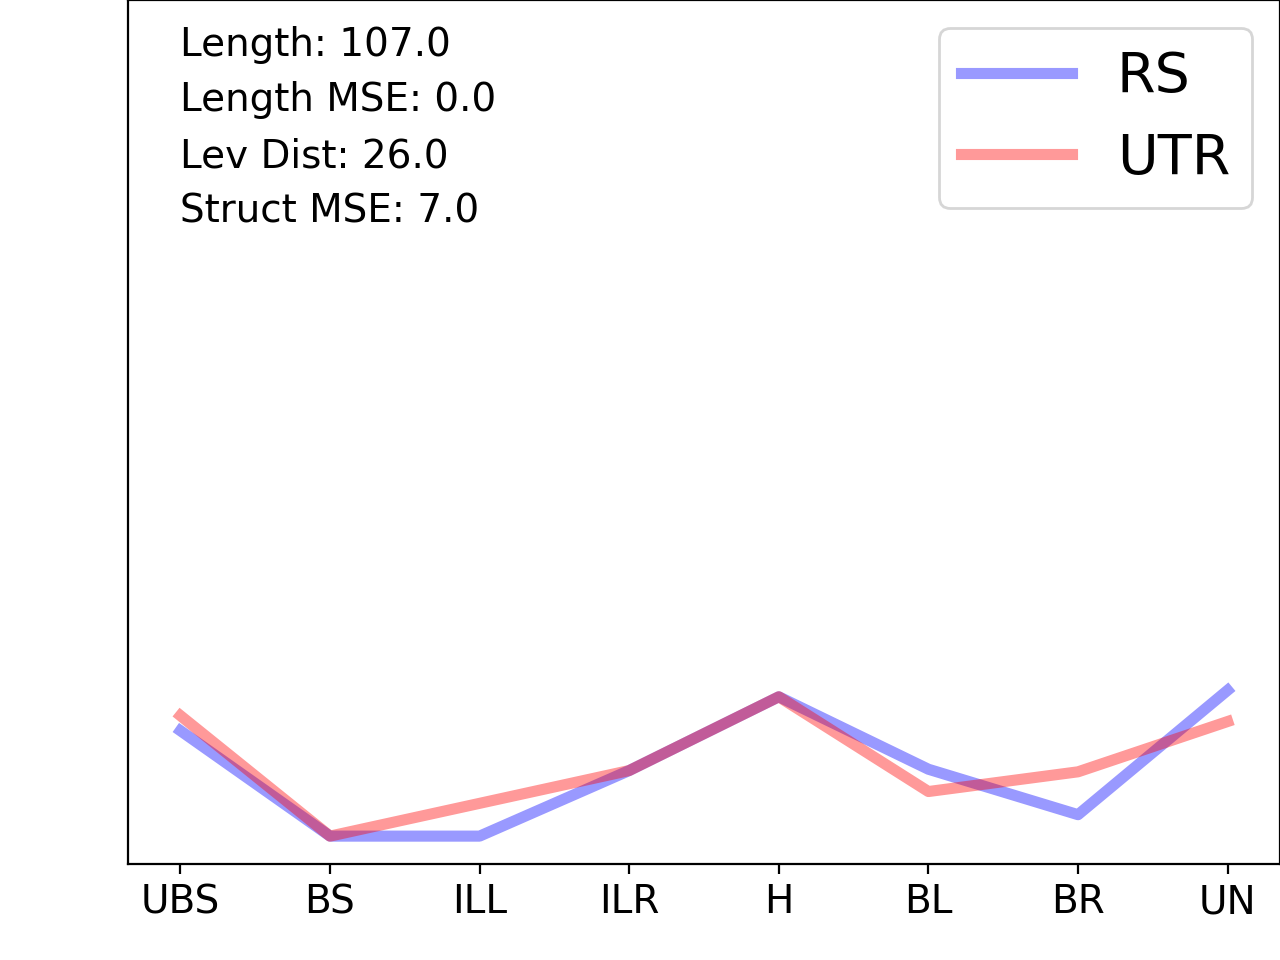 Length: 107.0
Length MSE: 0.0
Lev Dist: 26.0
Struct MSE: 7.0
RS
UTR
UBS BS ILL ILR H BL BR UN